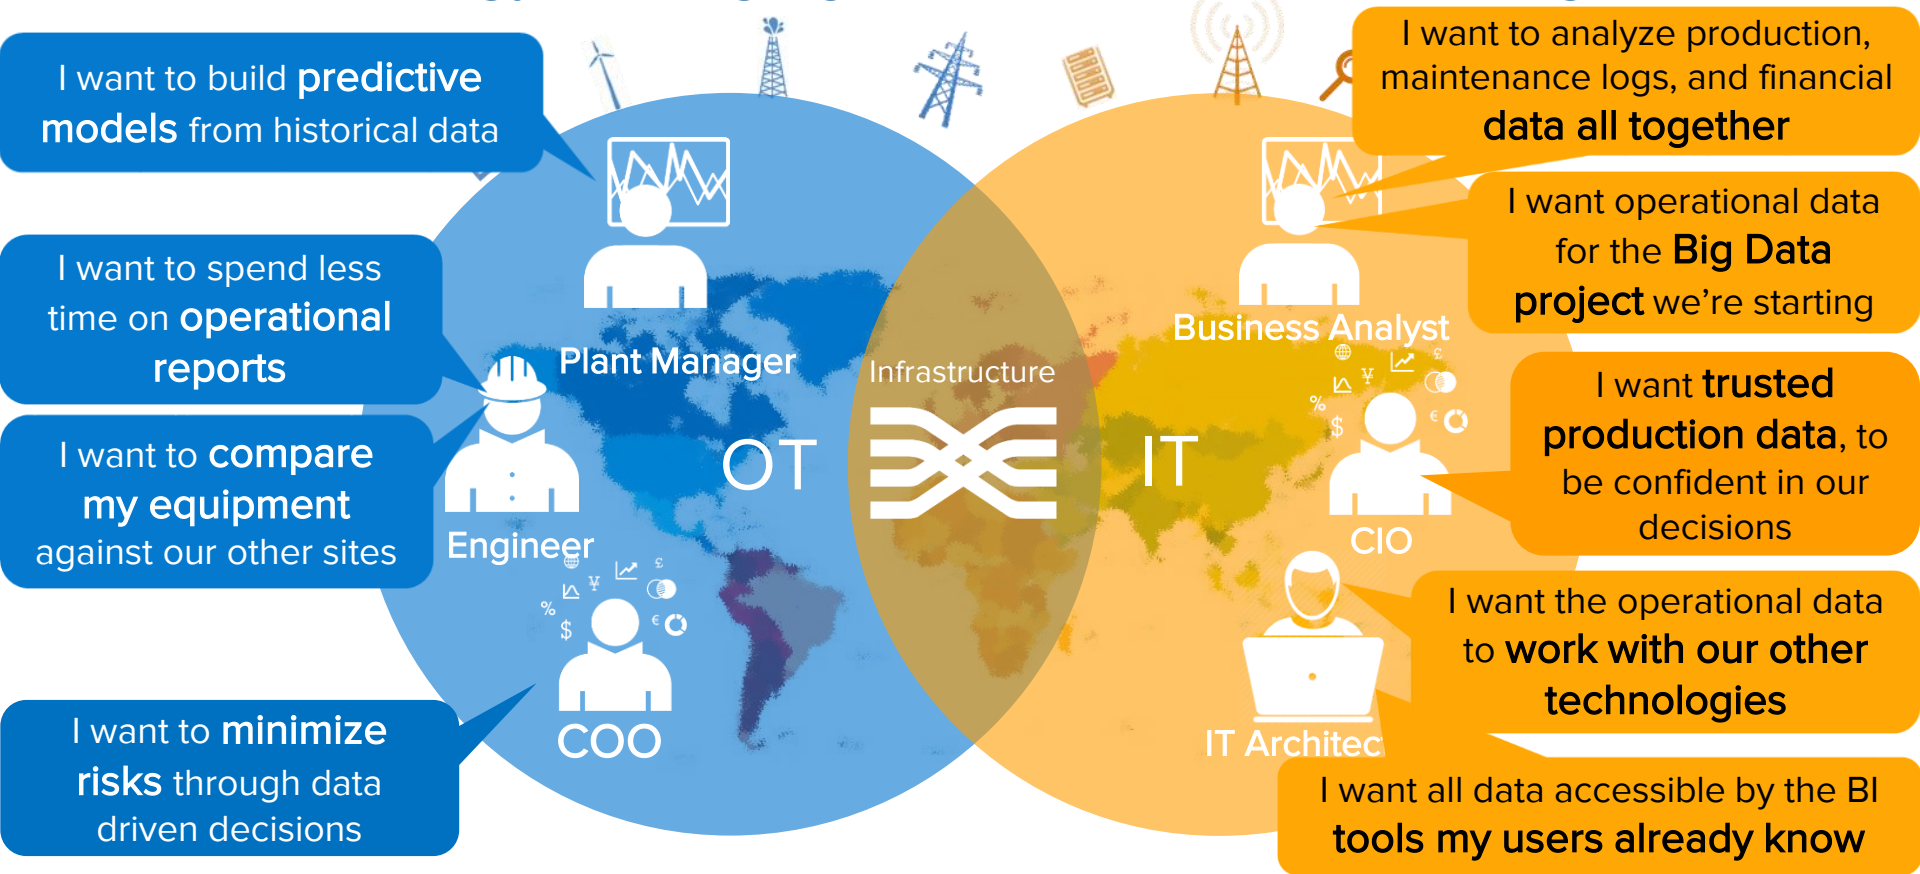 I want to build predictive
models from historical data
I want to spend less
time on operational
reports
I want to compare
my equipment
against our other sites
I want to minimize
risks through data
driven decisions
Plant Manager
Engineer
COO
OT
% $ ¥ £ €
Infrastructure
IT
Business Analyst
% $ ¥ £ €
CIO
IT Architec
I want to analyze production,
maintenance logs, and financial
data all together
I want operational data
for the Big Data
project we’re starting
I want trusted
production data, to
be confident in our
decisions
I want the operational data
to work with our other
technologies
I want all data accessible by the BI
tools my users already know